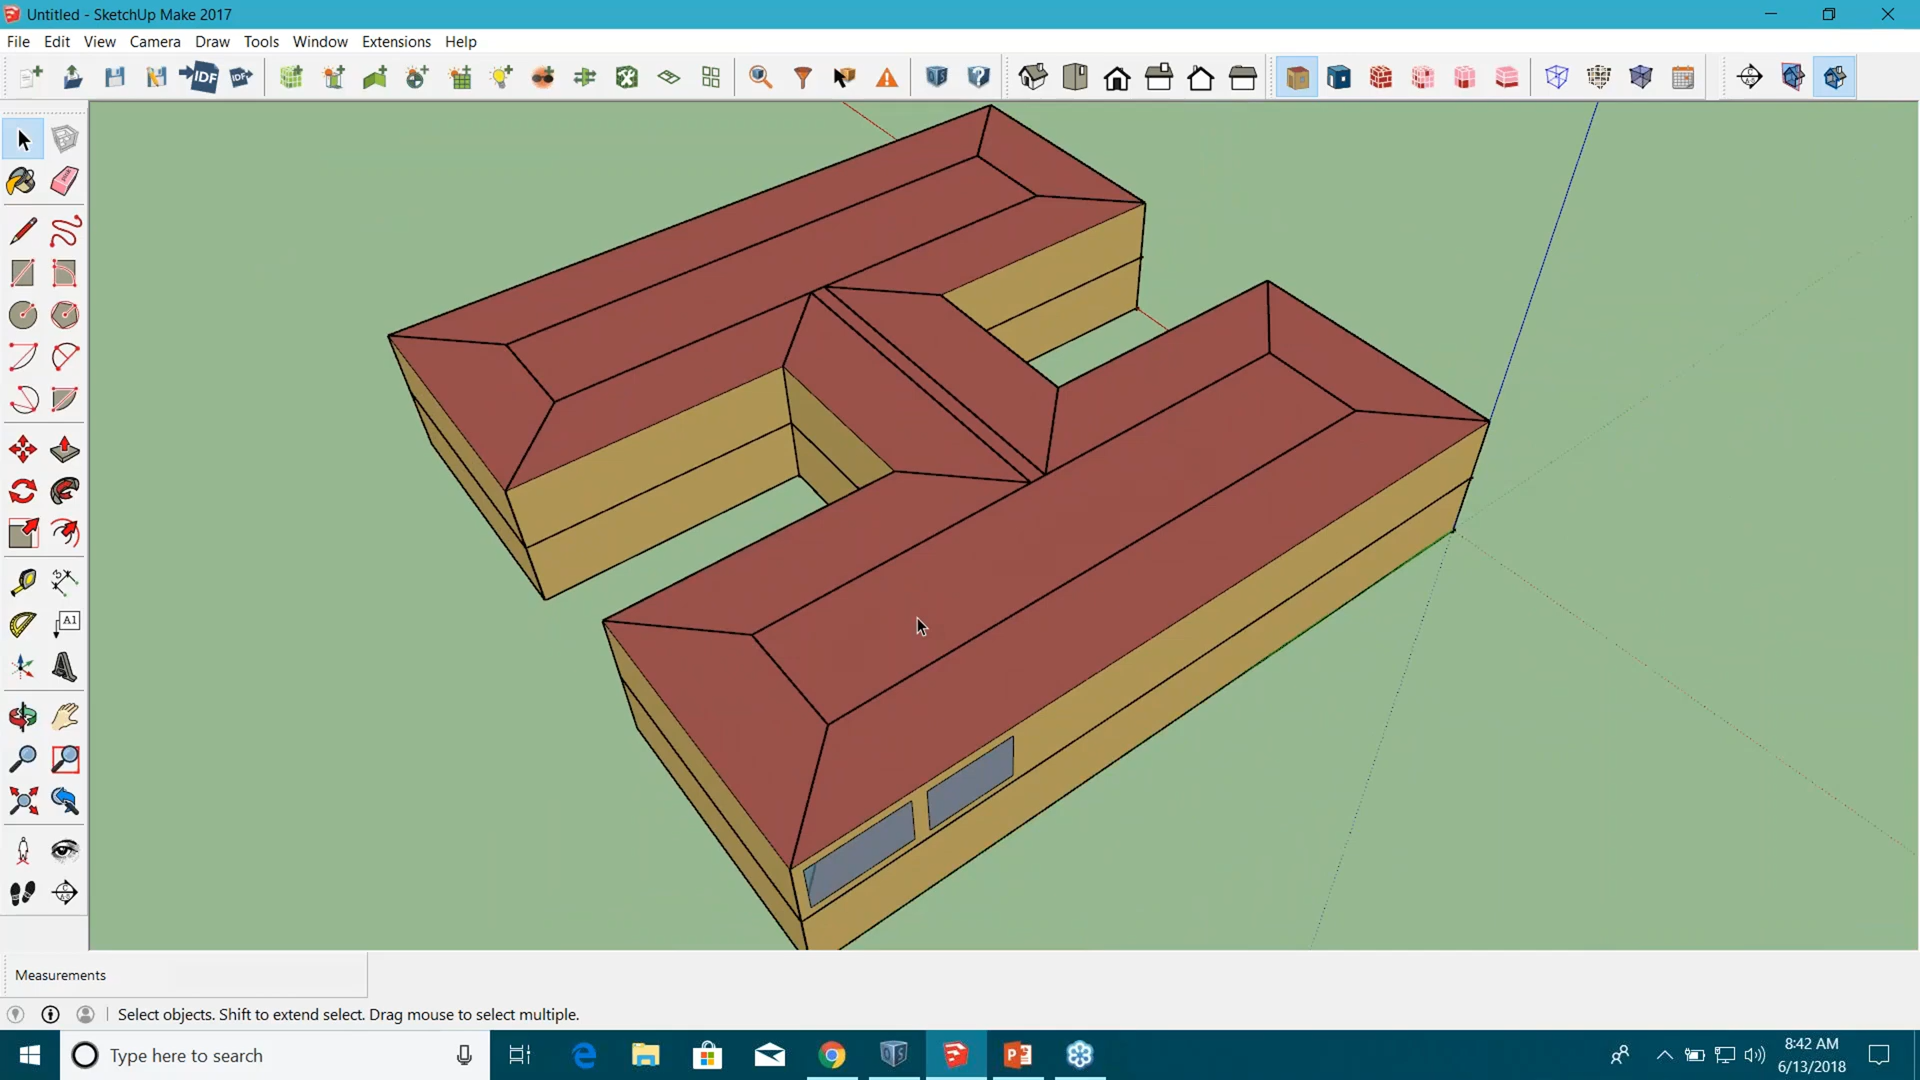 Untitled - SketchUp Make 2017
File Edit View Camera Draw Tools Window Extensions Help
IDF IDF
A1
Measurements
Select objects. Shift to extend select. Drag mouse to select multiple.
Type here to search
8:42 AM
6/13/2018